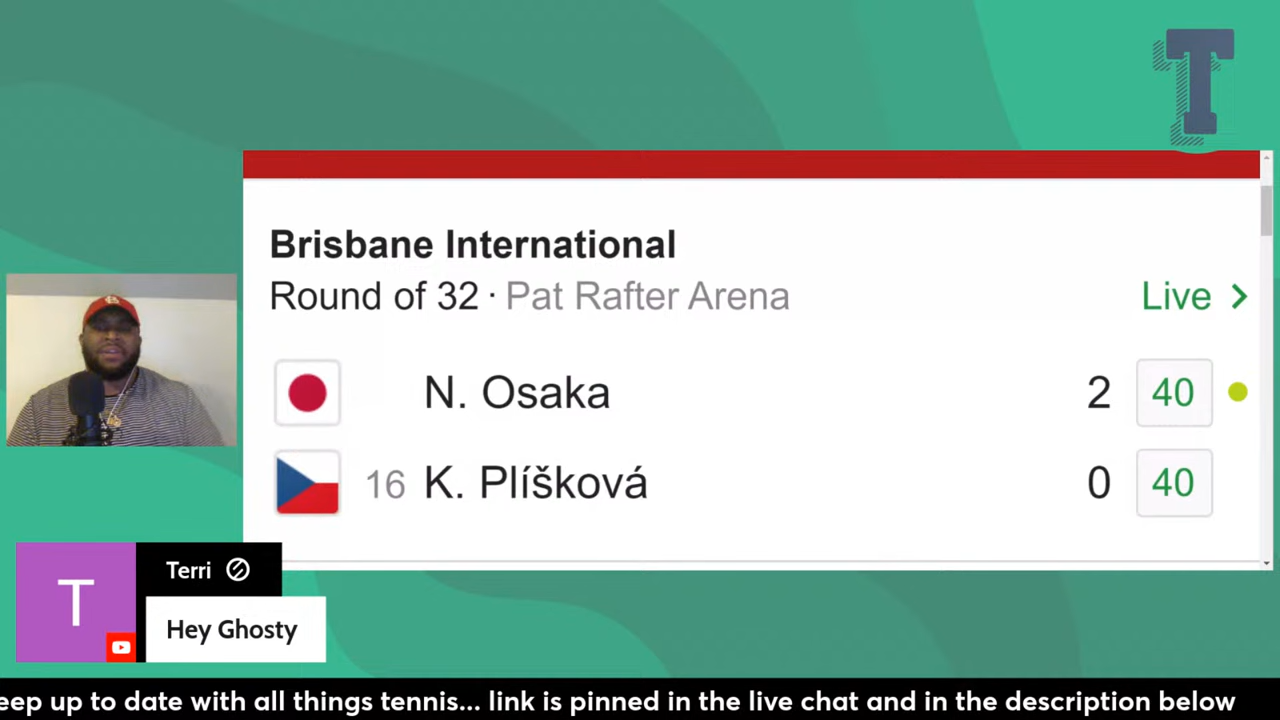 T
Brisbane International
Round of 32 · Pat Rafter Arena
Live >
N. Osaka 2 40
16 K. Plíšková 0 40
T
Terri
Hey Ghosty
eep up to date with all things tennis... link is pinned in the live chat and in the description below